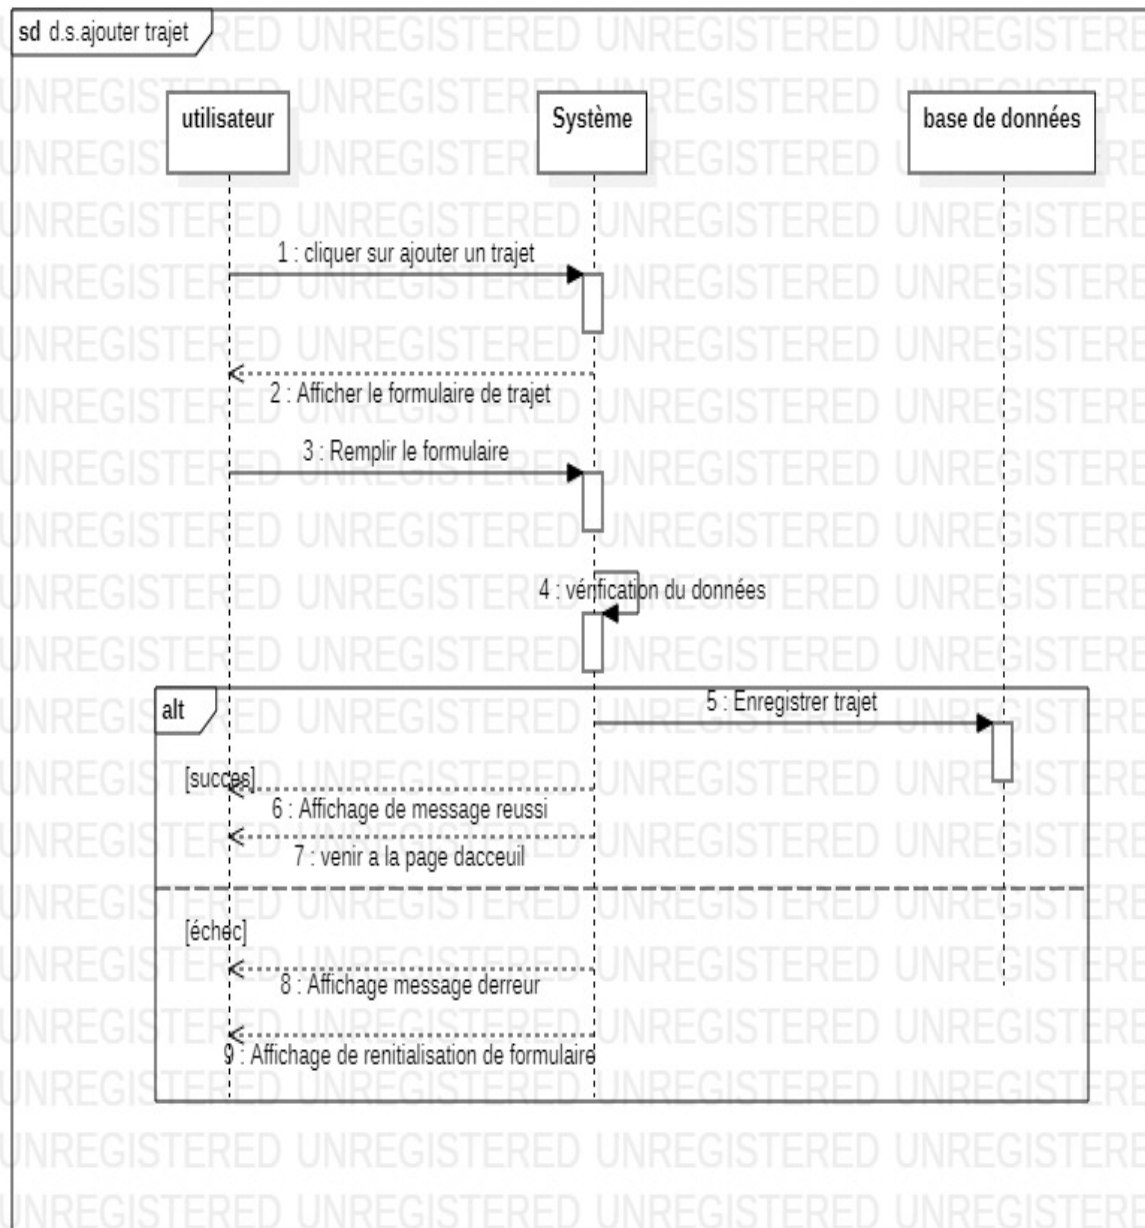 sd d.s.ajouter trajet
utilisateur
Système
base de données
1 : cliquer sur ajouter un trajet
2 : Afficher le formulaire de trajet
3 : Remplir le formulaire
4 : vérification du données
alt
5 : Enregistrer trajet
[succes]
6 : Affichage de message reussi
7 : venir a la page dacceuil
[échec]
8 : Affichage message derreur
9 : Affichage de renitialisation de formulaire
UNREGISTERED